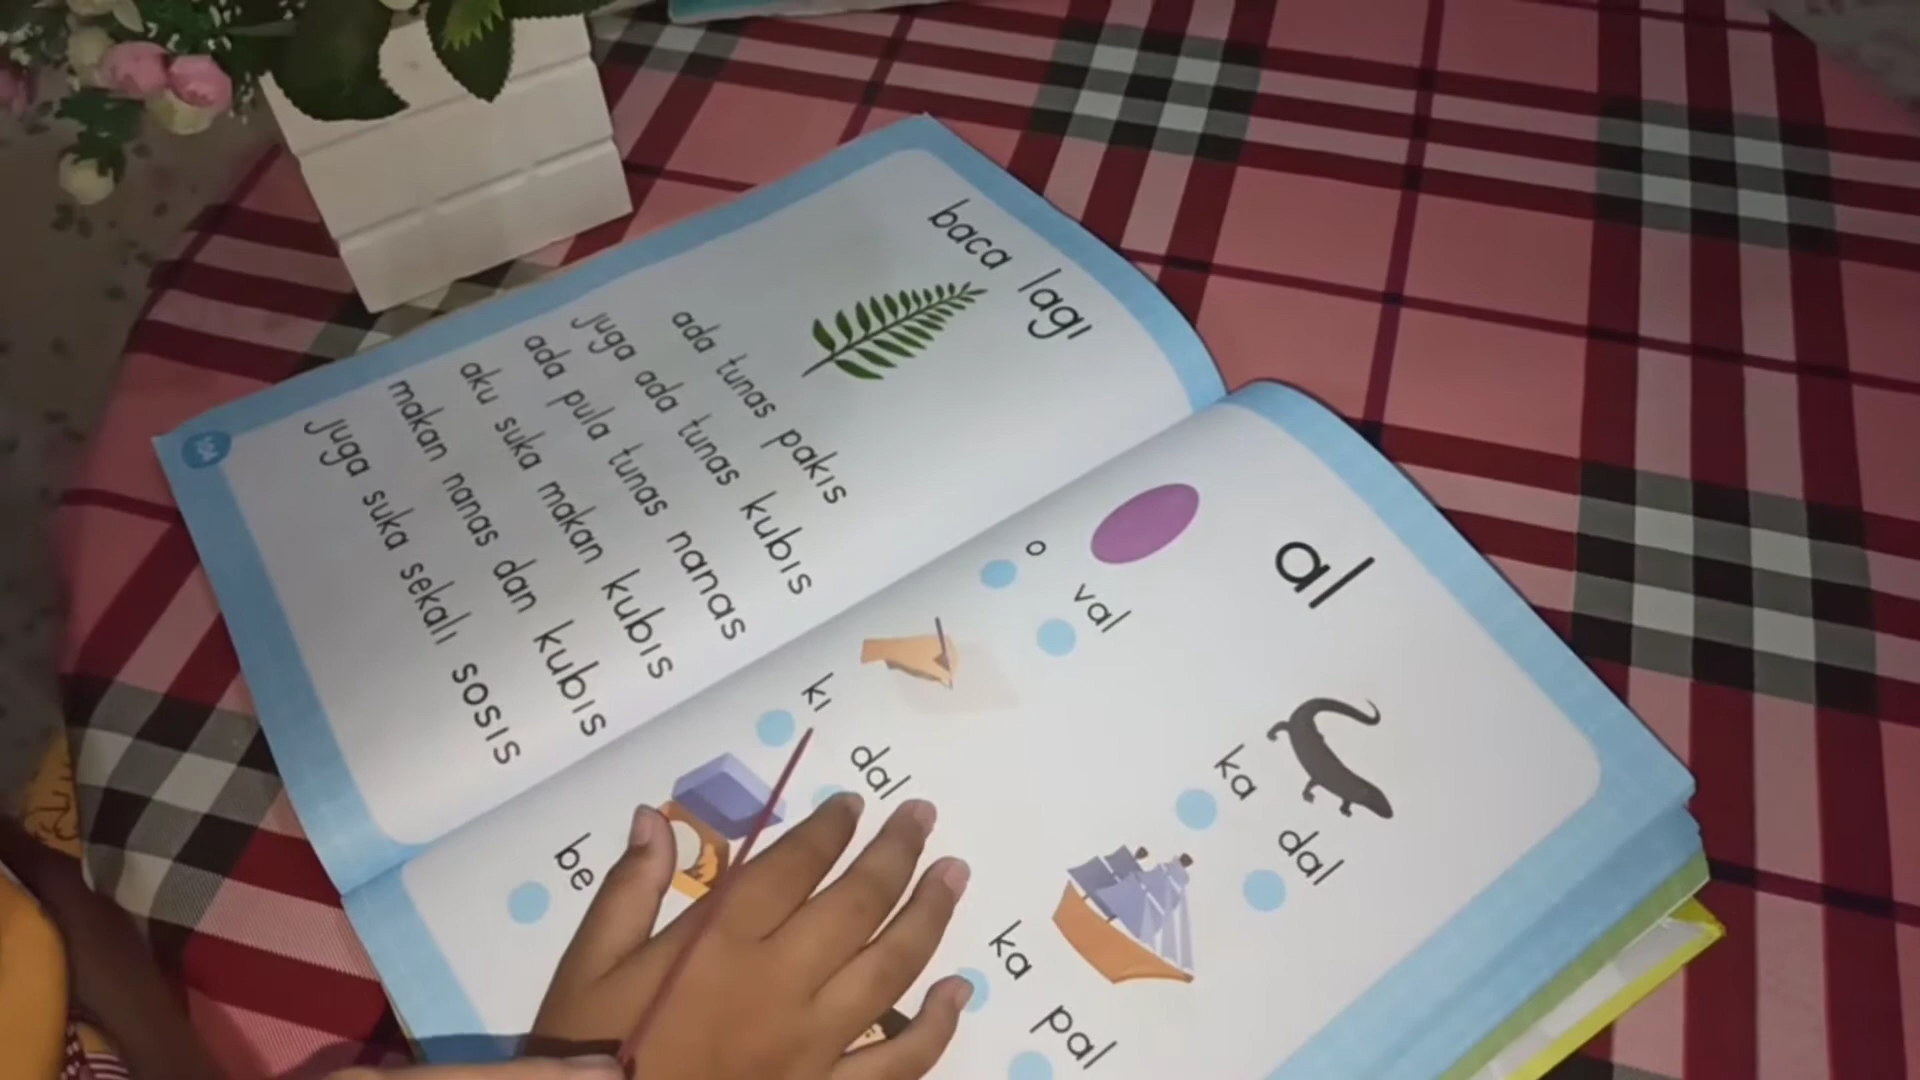 baca lagi
ada tunas pakis
juga ada tunas kubis
ada pula tunas nanas
aku suka makan kubis
makan nanas dan kubis
juga suka sekali sosis
104
al
o val
ka dal
ki dal
ka pal
be